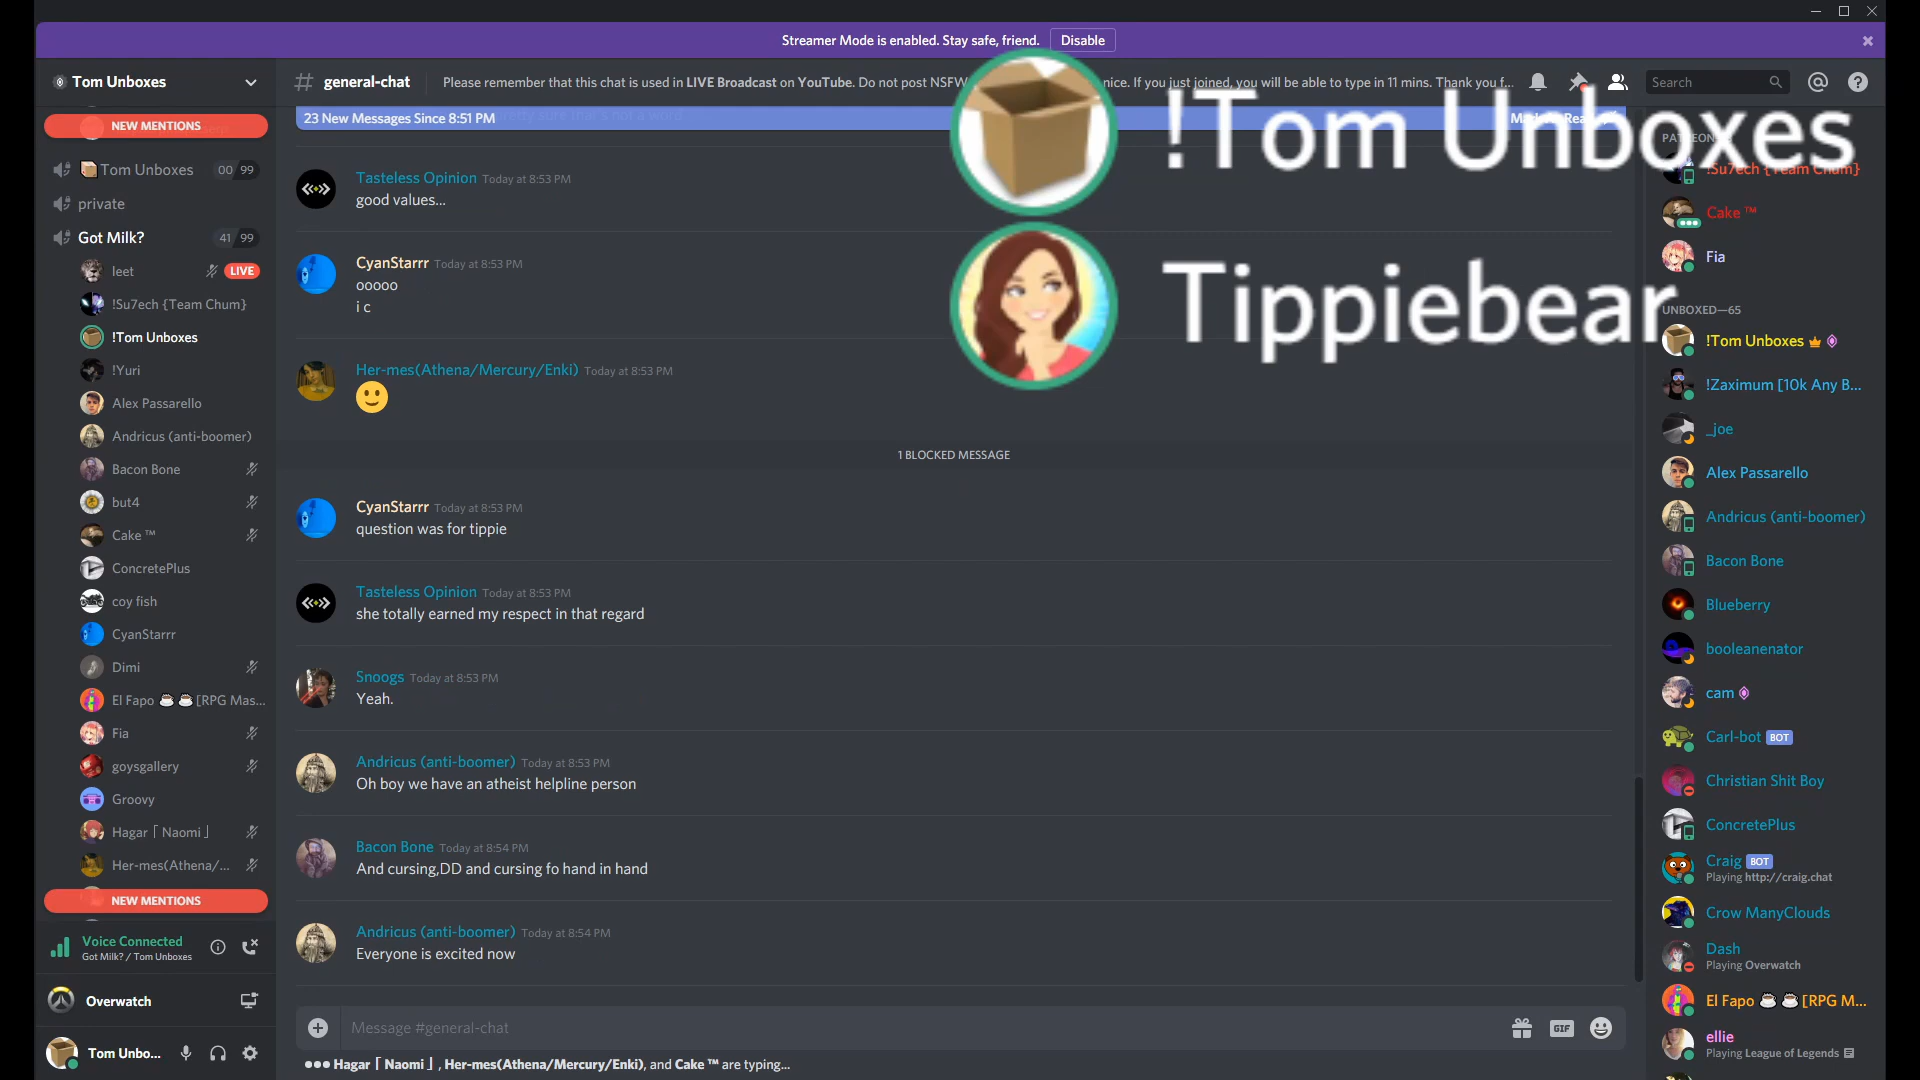 Streamer Mode is enabled. Stay safe, friend. Disable
Tom Unboxes
# general-chat
Please remember that this chat is used in LIVE Broadcast on YouTube. Do not post NSFW
nice. If you just joined, you will be able to type in 11 mins. Thank you f...
Search
NEW MENTIONS
Tom Unboxes 00 99
private
Got Milk? 41 99
leet LIVE
!Su7ech {Team Chum}
!Tom Unboxes
!Yuri
Alex Passarello
Andricus (anti-boomer)
Bacon Bone
but4
Cake ™
ConcretePlus
coy fish
CyanStarrr
Dimi
El Fapo ☕☕[RPG Mas...
Fia
goysgallery
Groovy
Hagar「Naomi」
Her-mes(Athena/...
NEW MENTIONS
Voice Connected
Got Milk? / Tom Unboxes
Overwatch
Tom Unbo...
23 New Messages Since 8:51 PM
Tasteless Opinion Today at 8:53 PM
good values...
CyanStarrr Today at 8:53 PM
ooooo
i c
Her-mes(Athena/Mercury/Enki) Today at 8:53 PM
🙂
1 BLOCKED MESSAGE
CyanStarrr Today at 8:53 PM
question was for tippie
Tasteless Opinion Today at 8:53 PM
she totally earned my respect in that regard
Snoogs Today at 8:53 PM
Yeah.
Andricus (anti-boomer) Today at 8:53 PM
Oh boy we have an atheist helpline person
Bacon Bone Today at 8:54 PM
And cursing,DD and cursing fo hand in hand
Andricus (anti-boomer) Today at 8:54 PM
Everyone is excited now
Message #general-chat
GIF
Hagar「Naomi」, Her-mes(Athena/Mercury/Enki), and Cake ™ are typing...
!Tom Unboxes
Tippiebear
!Su7ech {Team Chum}
Cake ™
Fia
UNBOXED—65
!Tom Unboxes
!Zaximum [10k Any B...
_joe
Alex Passarello
Andricus (anti-boomer)
Bacon Bone
Blueberry
booleanenator
cam
Carl-bot BOT
Christian Shit Boy
ConcretePlus
Craig BOT
Playing http://craig.chat
Crow ManyClouds
Dash
Playing Overwatch
El Fapo ☕☕[RPG M...
ellie
Playing League of Legends